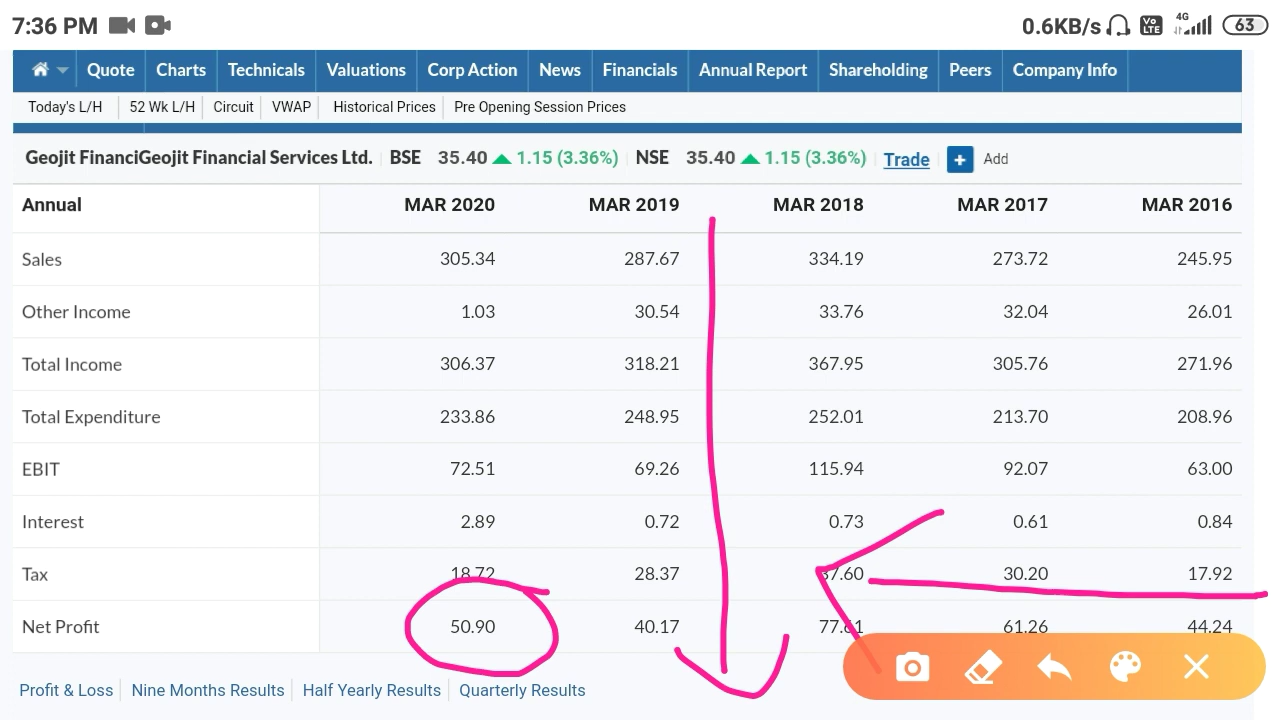 7:36 PM 0.6KB/s Vo LTE 4G 63
Quote Charts Technicals Valuations Corp Action News Financials Annual Report Shareholding Peers Company Info
Today's L/H 52 Wk L/H Circuit VWAP Historical Prices Pre Opening Session Prices
Geojit FinanciGeojit Financial Services Ltd. BSE 35.40 1.15 (3.36%) NSE 35.40 1.15 (3.36%) Trade + Add
Annual MAR 2020 MAR 2019 MAR 2018 MAR 2017 MAR 2016
Sales 305.34 287.67 334.19 273.72 245.95
Other Income 1.03 30.54 33.76 32.04 26.01
Total Income 306.37 318.21 367.95 305.76 271.96
Total Expenditure 233.86 248.95 252.01 213.70 208.96
EBIT 72.51 69.26 115.94 92.07 63.00
Interest 2.89 0.72 0.73 0.61 0.84
Tax 18.72 28.37 37.60 30.20 17.92
Net Profit 50.90 40.17 77.61 61.26 44.24
Profit & Loss Nine Months Results Half Yearly Results Quarterly Results